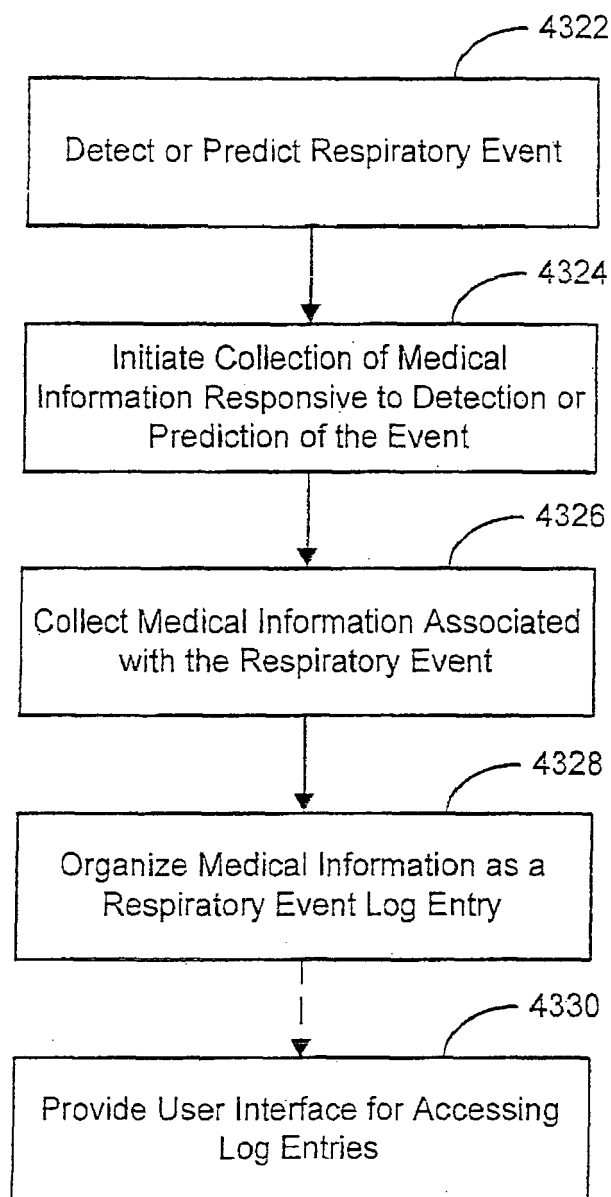 4322
Detect or Predict Respiratory Event
4324
Initiate Collection of Medical
Information Responsive to Detection or
Prediction of the Event
4326
Collect Medical Information Associated
with the Respiratory Event
4328
Organize Medical Information as a
Respiratory Event Log Entry
4330
Provide User Interface for Accessing
Log Entries